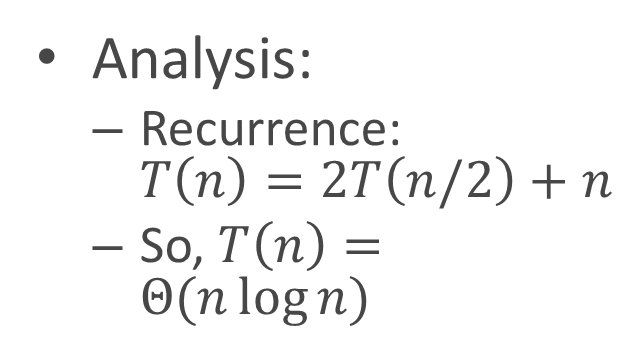 • Analysis:
– Recurrence:
T(n) = 2T(n/2) + n
– So, T(n) =
Θ(n log n)